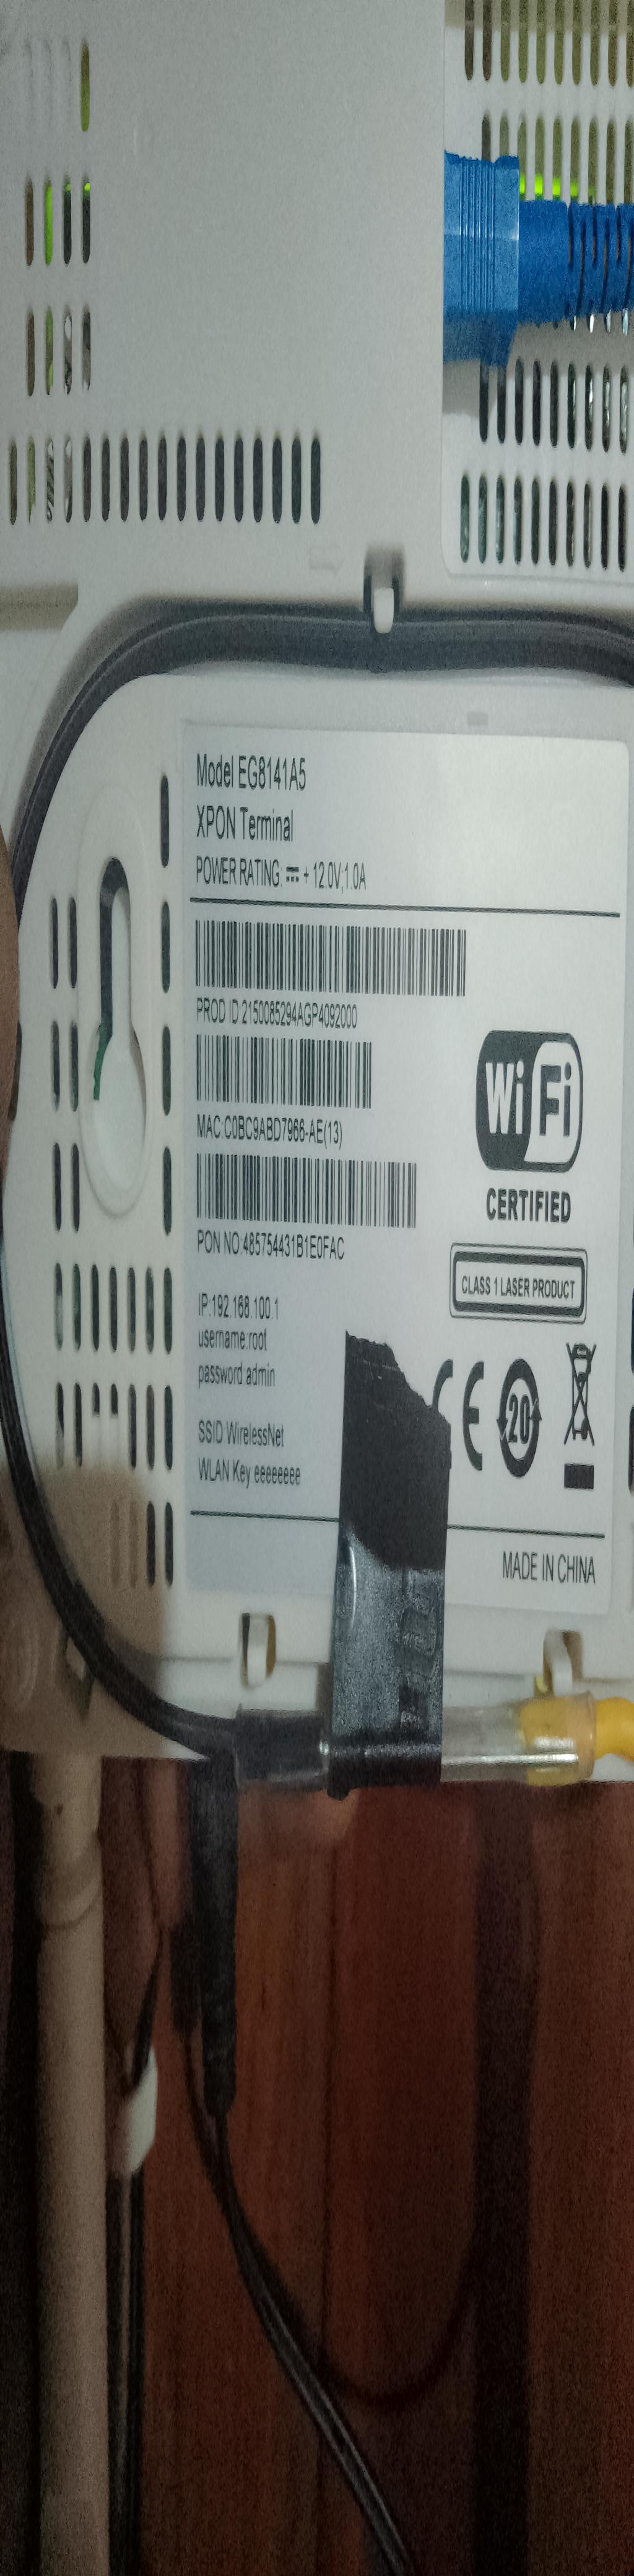 Model EG8141A5
XPON Terminal
POWER RATING: ⎓ + 12.0V,1.0A
PROD ID:2150085294AGP4092000
MAC:C0BC9ABD7966-AE(13)
PON NO:485754431B1E0FAC
IP:192.168.100.1
username:root
password:admin
SSID:WirelessNet
WLAN Key:eeeeeeee
Wi Fi
CERTIFIED
CLASS 1 LASER PRODUCT
CE
20
MADE IN CHINA